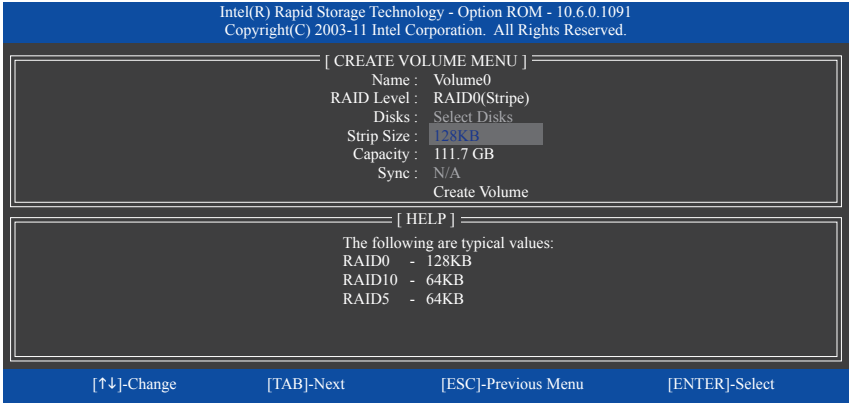 Intel(R) Rapid Storage Technology - Option ROM - 10.6.0.1091
Copyright(C) 2003-11 Intel Corporation. All Rights Reserved.
[ CREATE VOLUME MENU ]
Name : Volume0
RAID Level : RAID0(Stripe)
Disks : Select Disks
Strip Size : 128KB
Capacity : 111.7 GB
Sync : N/A
Create Volume
[ HELP ]
The following are typical values:
RAID0 - 128KB
RAID10 - 64KB
RAID5 - 64KB
[↑↓]-Change [TAB]-Next [ESC]-Previous Menu [ENTER]-Select